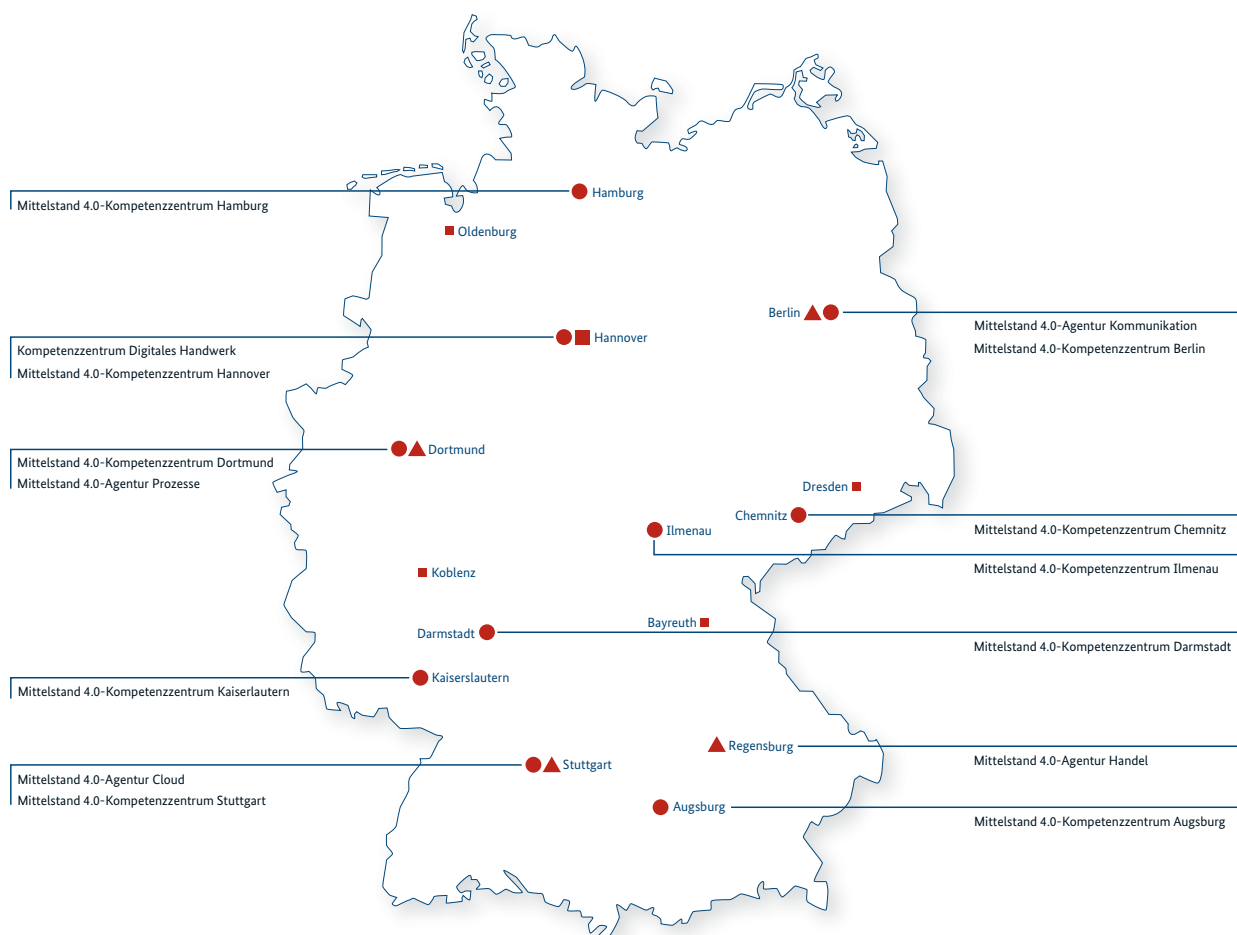 Hamburg
Mittelstand 4.0-Kompetenzzentrum Hamburg
Oldenburg
Berlin
Mittelstand 4.0-Agentur Kommunikation
Mittelstand 4.0-Kompetenzzentrum Berlin
Hannover
Kompetenzzentrum Digitales Handwerk
Mittelstand 4.0-Kompetenzzentrum Hannover
Dortmund
Mittelstand 4.0-Kompetenzzentrum Dortmund
Mittelstand 4.0-Agentur Prozesse
Dresden
Chemnitz
Mittelstand 4.0-Kompetenzzentrum Chemnitz
Ilmenau
Mittelstand 4.0-Kompetenzzentrum Ilmenau
Koblenz
Bayreuth
Darmstadt
Mittelstand 4.0-Kompetenzzentrum Darmstadt
Kaiserslautern
Mittelstand 4.0-Kompetenzzentrum Kaiserlautern
Regensburg
Mittelstand 4.0-Agentur Handel
Stuttgart
Mittelstand 4.0-Agentur Cloud
Mittelstand 4.0-Kompetenzzentrum Stuttgart
Augsburg
Mittelstand 4.0-Kompetenzzentrum Augsburg